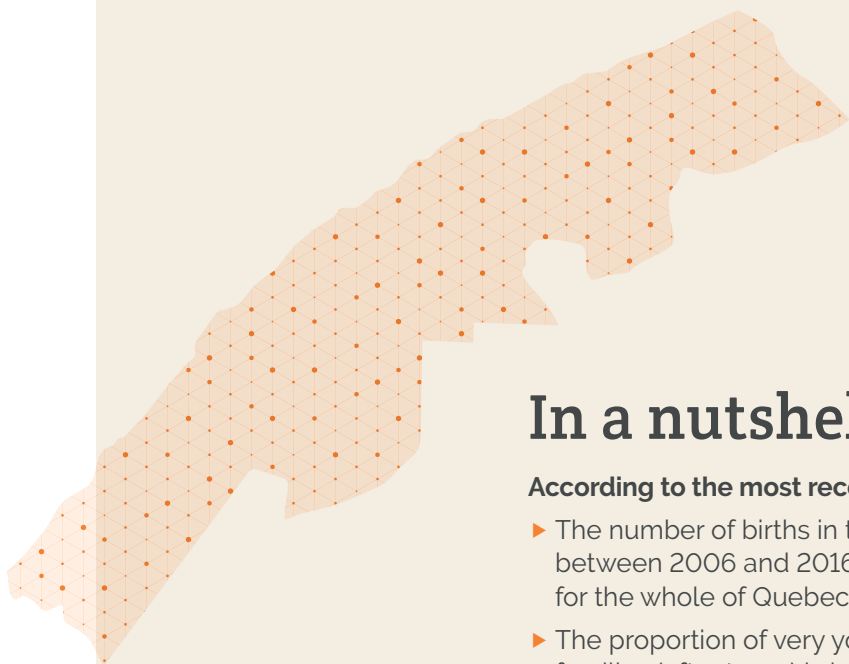 In a nutshel
According to the most rec
The number of births in t
between 2006 and 2016
for the whole of Quebec
The proportion of very yo